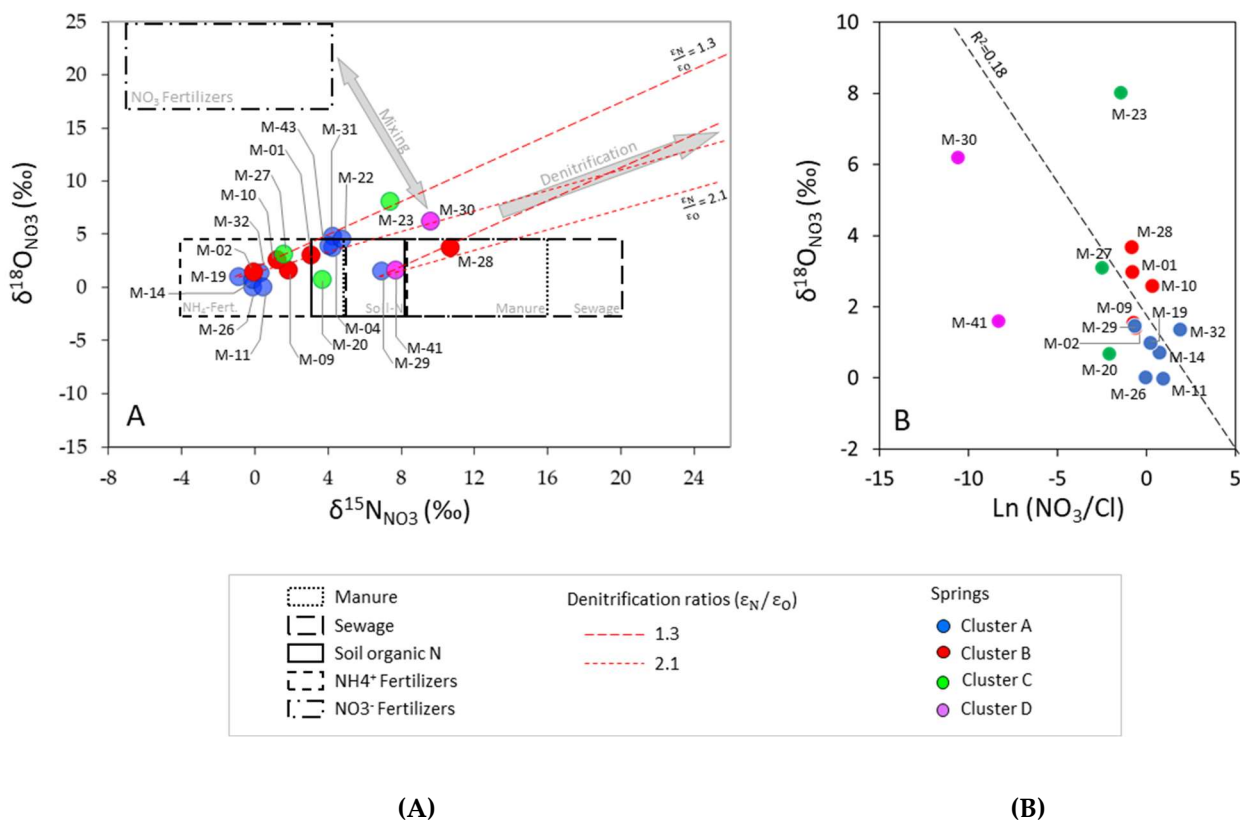 25
20
15
10
5
0
-5
-10
-15
-8
-4
0
4
8
12
16
20
24
δ¹⁸O_NO3 (‰)
δ¹⁵N_NO3 (‰)
NO₃ Fertilizers
Mixing
Denitrification
εN/εO = 1.3
εN/εO = 2.1
M-43
M-31
M-01
M-27
M-22
M-10
M-23
M-30
M-32
M-02
M-28
M-19
M-14
NH₄-Fert.
Soil-N
Manure
Sewage
M-26
M-04
M-20
M-41
M-11
M-09
M-29
A
10
8
6
4
2
0
-2
-15
-10
-5
0
5
δ¹⁸O_NO3 (‰)
Ln (NO₃/Cl)
R²=0.18
M-23
M-30
M-28
M-27
M-01
M-10
M-09
M-19
M-29
M-32
M-41
M-02
M-14
M-20
M-26
M-11
B
Manure
Sewage
Soil organic N
NH4⁺ Fertilizers
NO3⁻ Fertilizers
Denitrification ratios (εN/εO)
1.3
2.1
Springs
Cluster A
Cluster B
Cluster C
Cluster D
(A)
(B)